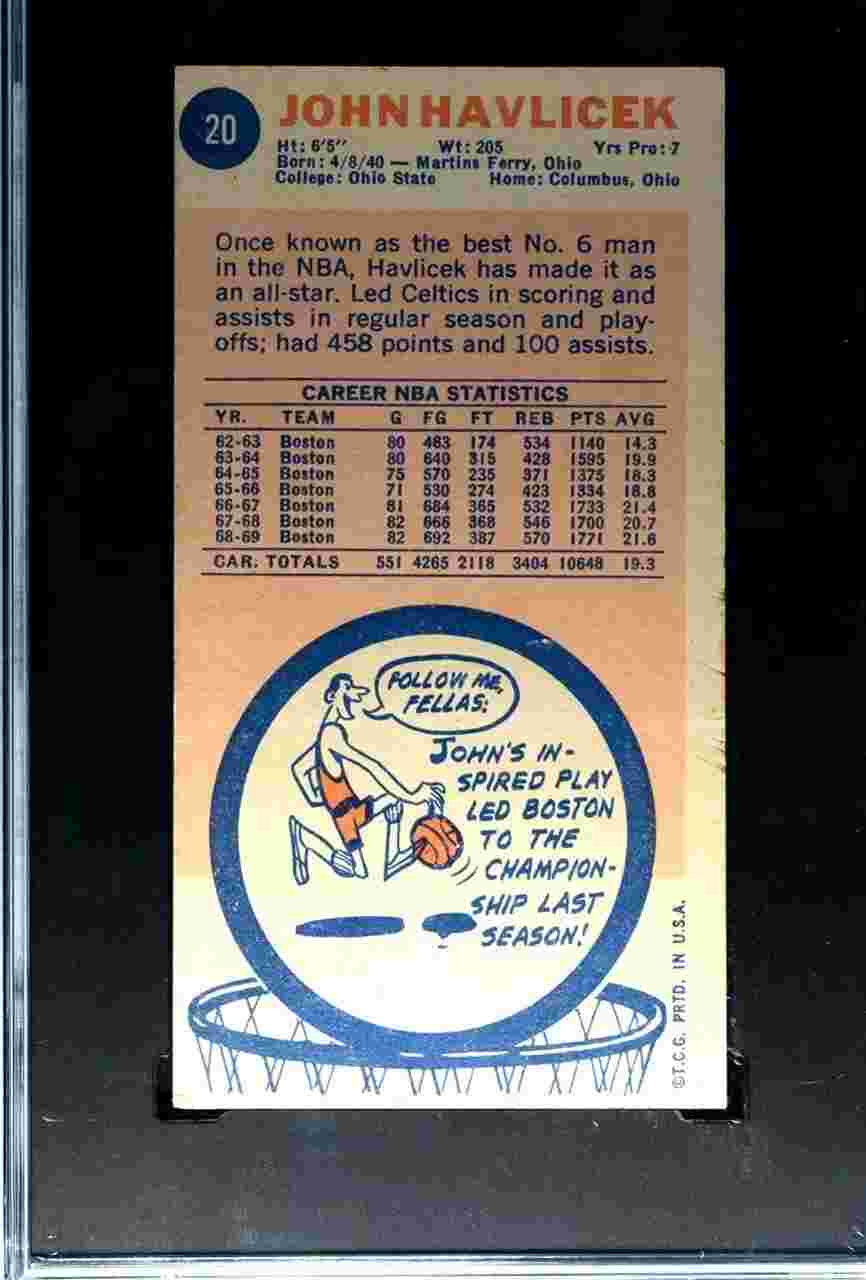 20
JOHN HAVLICEK
Ht: 6'5" Wt: 205 Yrs Pro: 7
Born: 4/8/40 — Martins Ferry, Ohio
College: Ohio State Home: Columbus, Ohio
Once known as the best No. 6 man
in the NBA, Havlicek has made it as
an all-star. Led Celtics in scoring and
assists in regular season and play-
offs; had 458 points and 100 assists.
CAREER NBA STATISTICS
YR. TEAM G FG FT REB PTS AVG
62-63 Boston 80 483 174 534 1140 14.3
63-64 Boston 80 640 315 428 1595 19.9
64-65 Boston 75 570 235 371 1375 18.3
65-66 Boston 71 530 274 423 1334 18.8
66-67 Boston 81 684 365 532 1733 21.4
67-68 Boston 82 666 368 546 1700 20.7
68-69 Boston 82 692 387 570 1771 21.6
CAR. TOTALS 551 4265 2118 3404 10648 19.3
FOLLOW ME,
FELLAS!
JOHN'S IN-
SPIRED PLAY
LED BOSTON
TO THE
CHAMPION-
SHIP LAST
SEASON!
©T.C.G. PRTD. IN U.S.A.